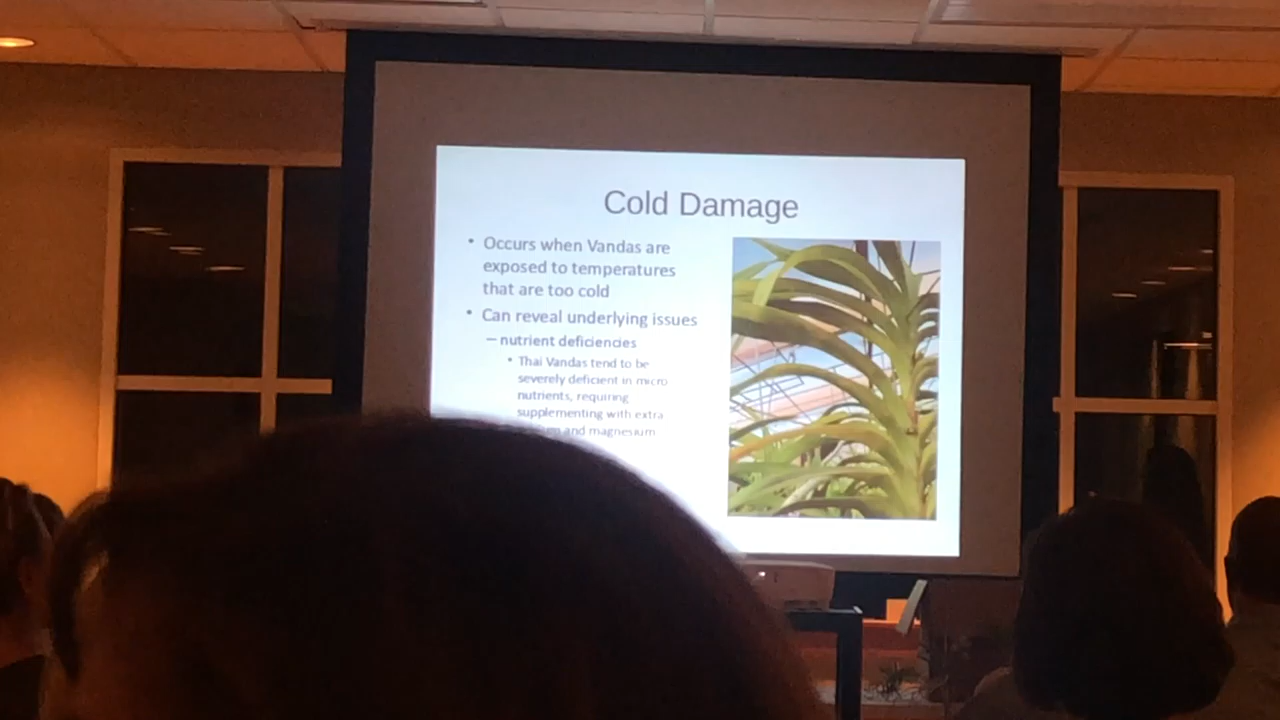 Cold Damage
• Occurs when Vandas are
exposed to temperatures
that are too cold
• Can reveal underlying issues
– nutrient deficiencies
• Thai Vandas tend to be
severely deficient in micro
nutrients, requiring
supplementing with extra
and magnesium